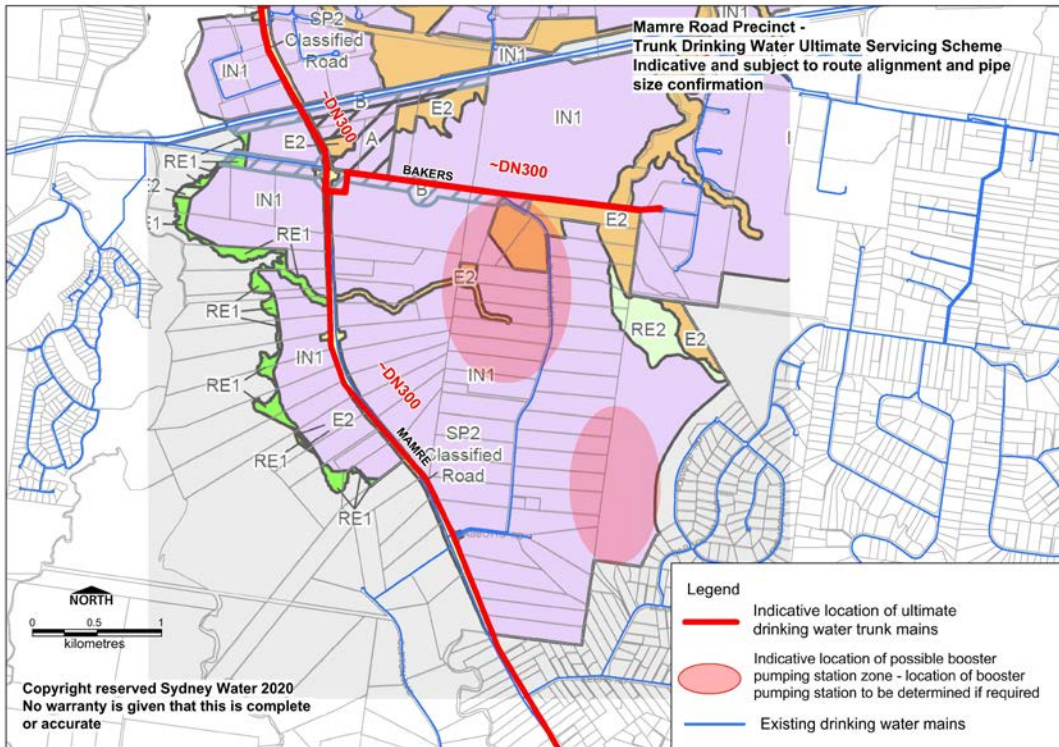 Mamre Road Precinct -
Trunk Drinking Water Ultimate Servicing Scheme
Indicative and subject to route alignment and pipe
size confirmation
SP2
Classified
Road
IN1
IN1
B
~DN300
E2
E2
A
IN1
RE1
BAKERS
~DN300
B
E2
IN1
RE1
E2
RE1
RE2
E2
IN1
~DN300
IN1
RE1
E2
MAMRE
SP2
Classified
Road
RE1
RE1
NORTH
0 0.5 1
kilometres
Copyright reserved Sydney Water 2020
No warranty is given that this is complete
or accurate
Legend
Indicative location of ultimate
drinking water trunk mains
Indicative location of possible booster
pumping station zone - location of booster
pumping station to be determined if required
Existing drinking water mains